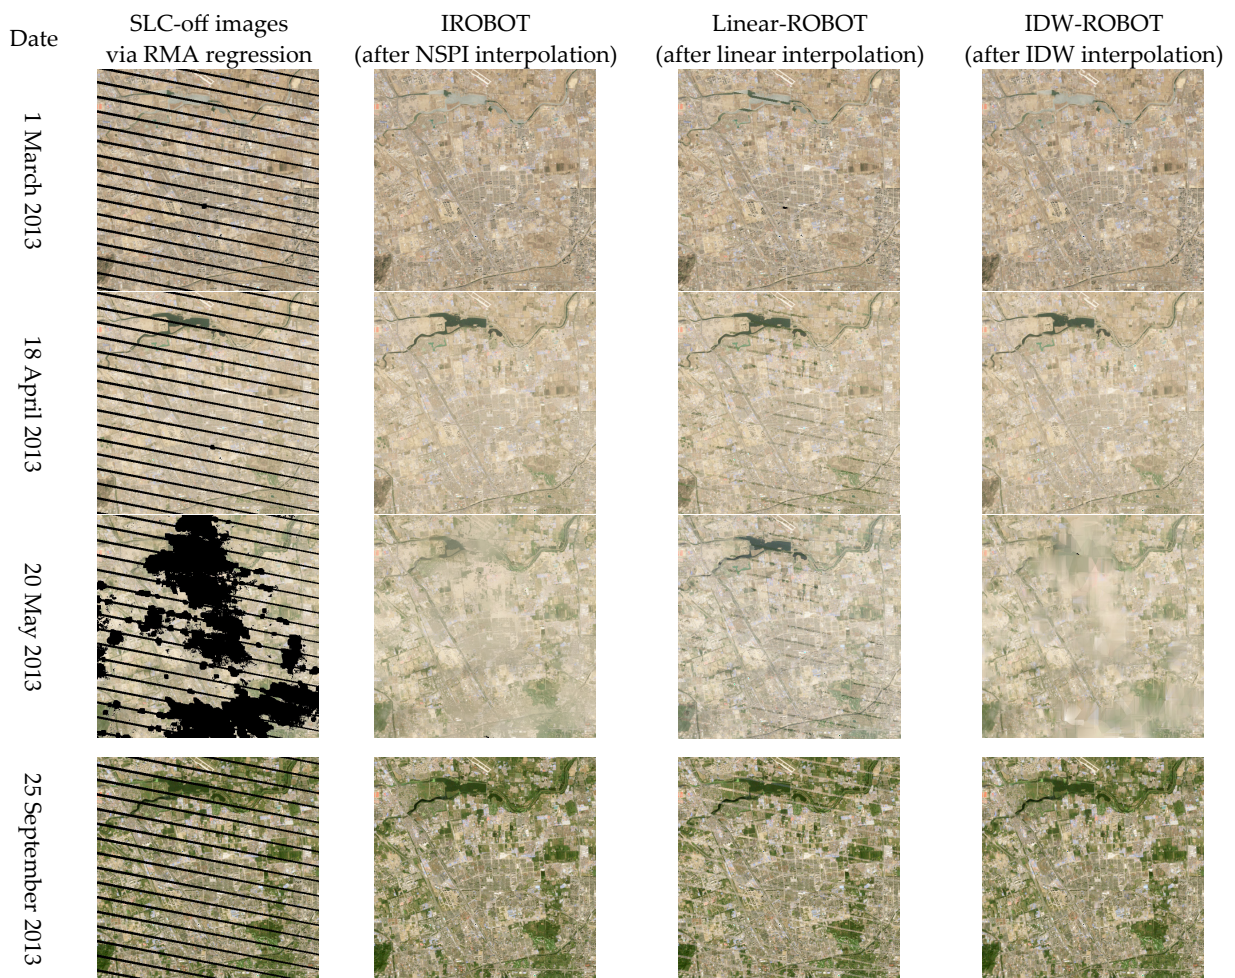 Date
SLC-off images
via RMA regression
IROBOT
(after NSPI interpolation)
Linear-ROBOT
(after linear interpolation)
IDW-ROBOT
(after IDW interpolation)
1 March 2013
18 April 2013
20 May 2013
25 September 2013